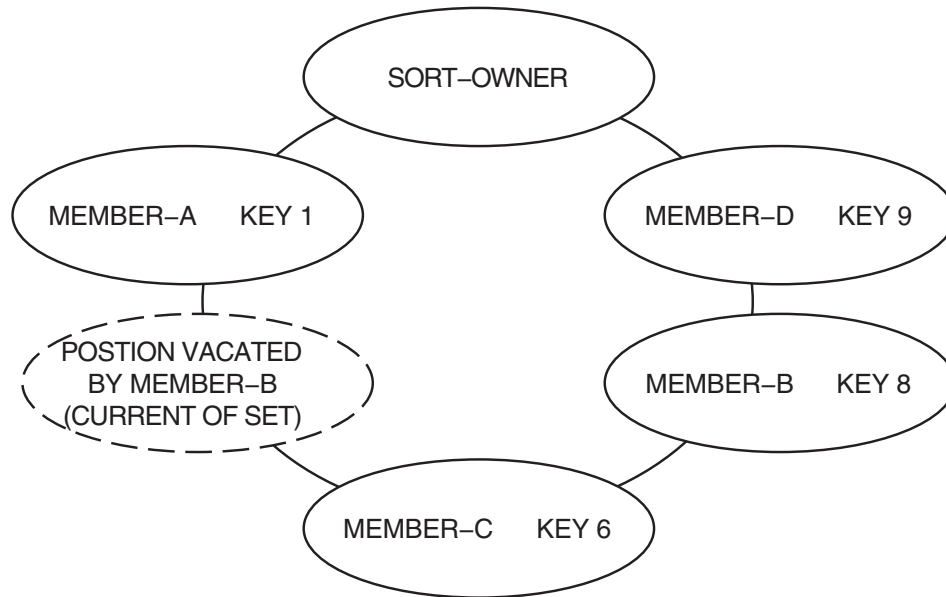 SORT–OWNER
MEMBER–A KEY 1
MEMBER–D KEY 9
POSTION VACATED
BY MEMBER–B
(CURRENT OF SET)
MEMBER–B KEY 8
MEMBER–C KEY 6